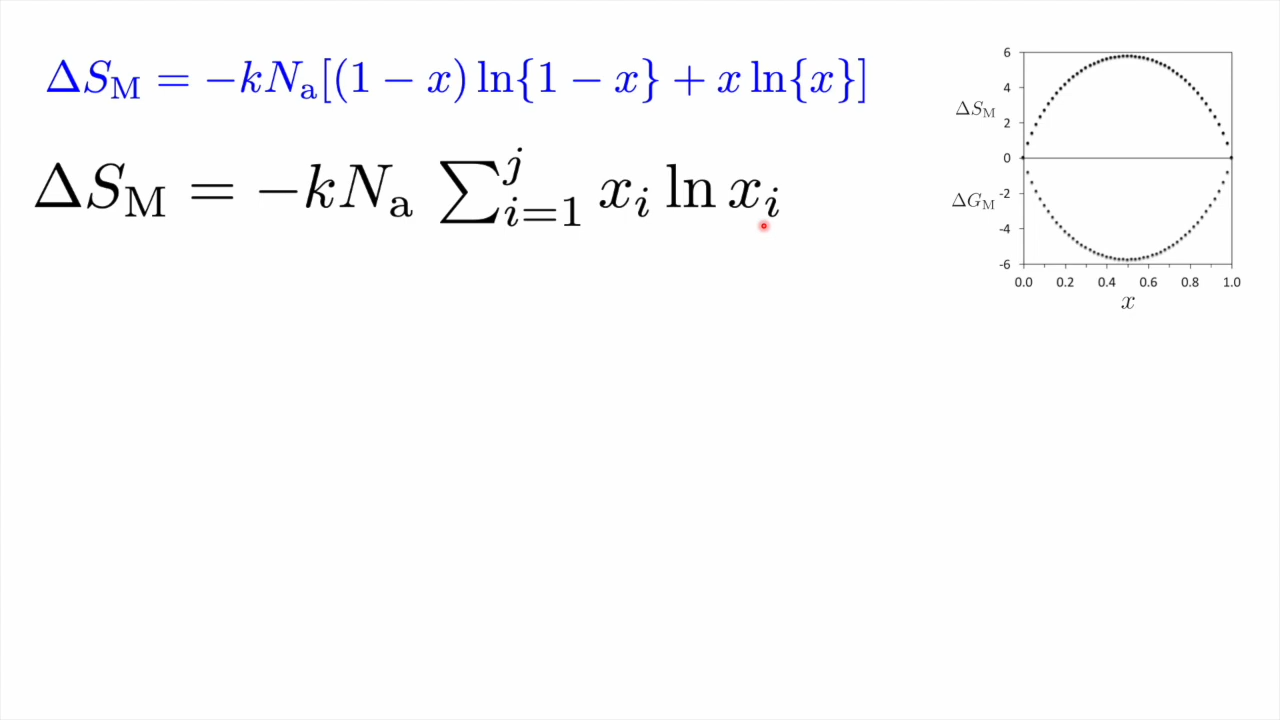 ΔS_M = −kN_a[(1 − x) ln{1 − x} + x ln{x}]
ΔS_M = −kN_a ∑_{i=1}^{j} x_i ln x_i
6
4
ΔS_M
2
0
ΔG_M
-2
-4
-6
0.0 0.2 0.4 0.6 0.8 1.0
x